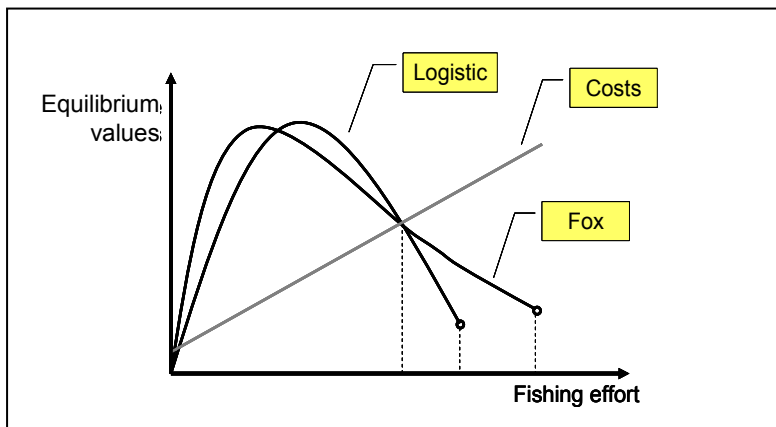 Logistic
Costs
Equilibrium
values
Fox
Fishing effort